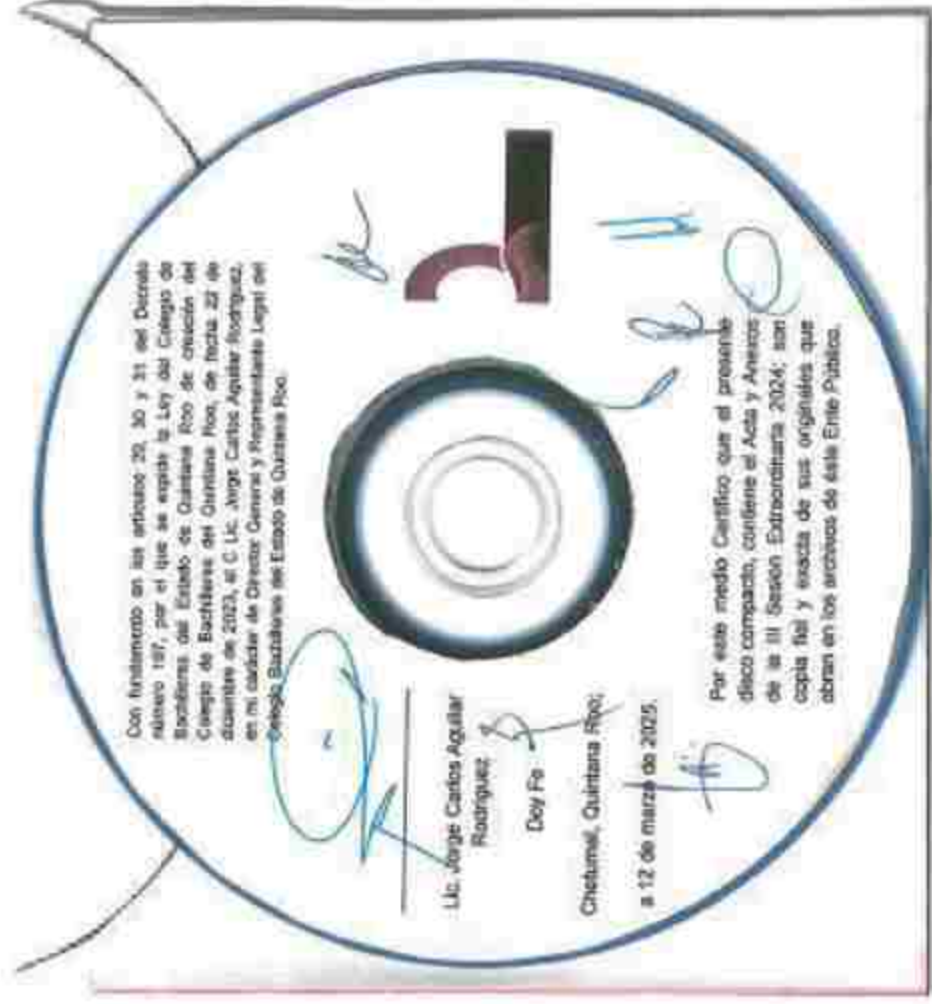 Con fundamento en los artículos 29, 30 y 31 del Decreto
número 197, por el que se expide la Ley del Colegio de
Bachilleres del Estado de Quintana Roo de creación del
Colegio de Bachilleres del Quintana Roo, de fecha 22 de
diciembre de 2023, el C. Lic. Jorge Carlos Aguilar Rodríguez,
en mi carácter de Director General y Representante Legal del
Colegio Bachilleres del Estado de Quintana Roo.
Lic. Jorge Carlos Aguilar
Rodríguez
Doy Fe
Chetumal, Quintana Roo;
a 12 de marzo de 2025.
Por este medio Certifico que el presente
disco compacto, contiene el Acta y Anexos
de la III Sesión Extraordinaria 2024; son
copia fiel y exacta de sus originales que
obran en los archivos de éste Ente Público.